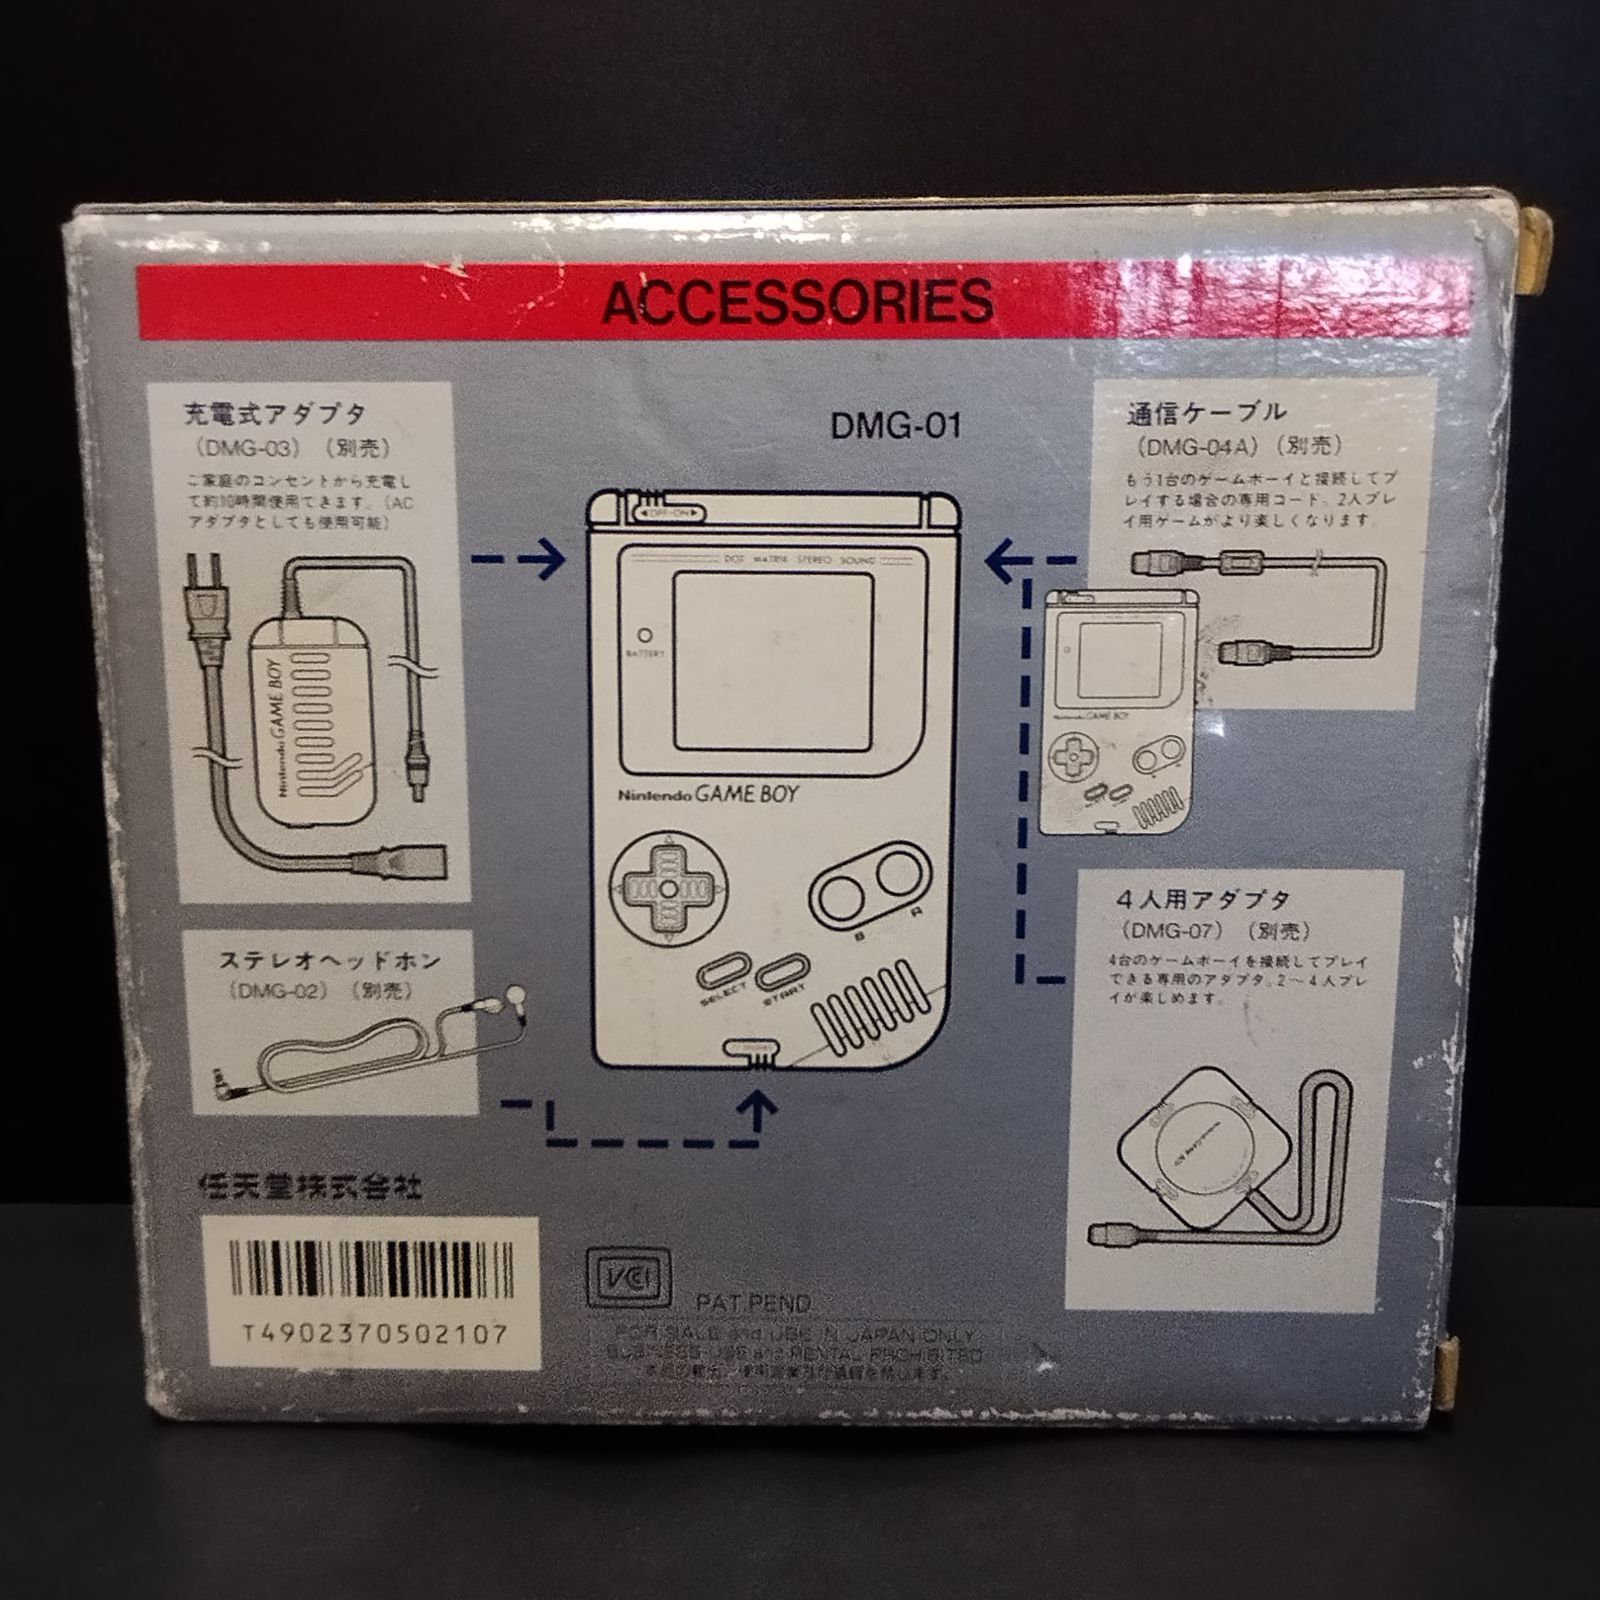 ACCESSORIES
充電式アダプタ
（DMG-03）（別売）
ご家庭のコンセントから充電し
て約10時間使用できます。（AC
アダプタとしても使用可能）
Nintendo GAME BOY
ステレオヘッドホン
（DMG-02）（別売）
DMG-01
◀OFF・ON▶
DOT MATRIX STEREO SOUND
BATTERY
Nintendo GAME BOY
B
A
SELECT
START
通信ケーブル
（DMG-04A）（別売）
もう1台のゲームボーイと接続してプ
レイする場合の専用コード。2人プレ
イ用ゲームがより楽しくなります。
Nintendo GAME BOY
4人用アダプタ
（DMG-07）（別売）
4台のゲームボーイを接続してプレイ
できる専用のアダプタ。2～4人プレ
イが楽しめます。
任天堂株式会社
T4902370502107
VCCI
PAT.PEND
FOR SALE and USE IN JAPAN ONLY
BUSINESS USE and RENTAL PROHIBITED